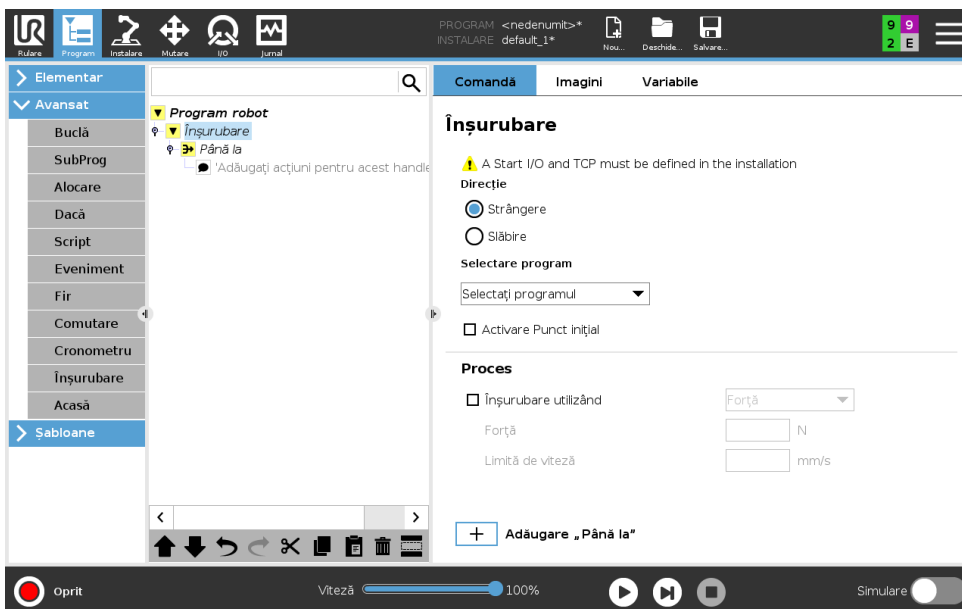 PROGRAM <nedenumit>*
INSTALARE default_1*
Rulare
Program
Instalare
Mutare
I/O
Jurnal
Nou...
Deschide...
Salvare...
9 9
2 E
Elementar
Avansat
Buclă
SubProg
Alocare
Dacă
Script
Eveniment
Fir
Comutare
Cronometru
Înșurubare
Acasă
Șabloane
Program robot
Înșurubare
Până la
'Adăugați acțiuni pentru acest handle
Comandă
Imagini
Variabile
Înșurubare
A Start I/O and TCP must be defined in the installation
Direcție
Strângere
Slăbire
Selectare program
Selectați programul
Activare Punct inițial
Proces
Înșurubare utilizând
Forță
Forță
N
Limită de viteză
mm/s
Adăugare „Până la”
Oprit
Viteză
100%
Simulare